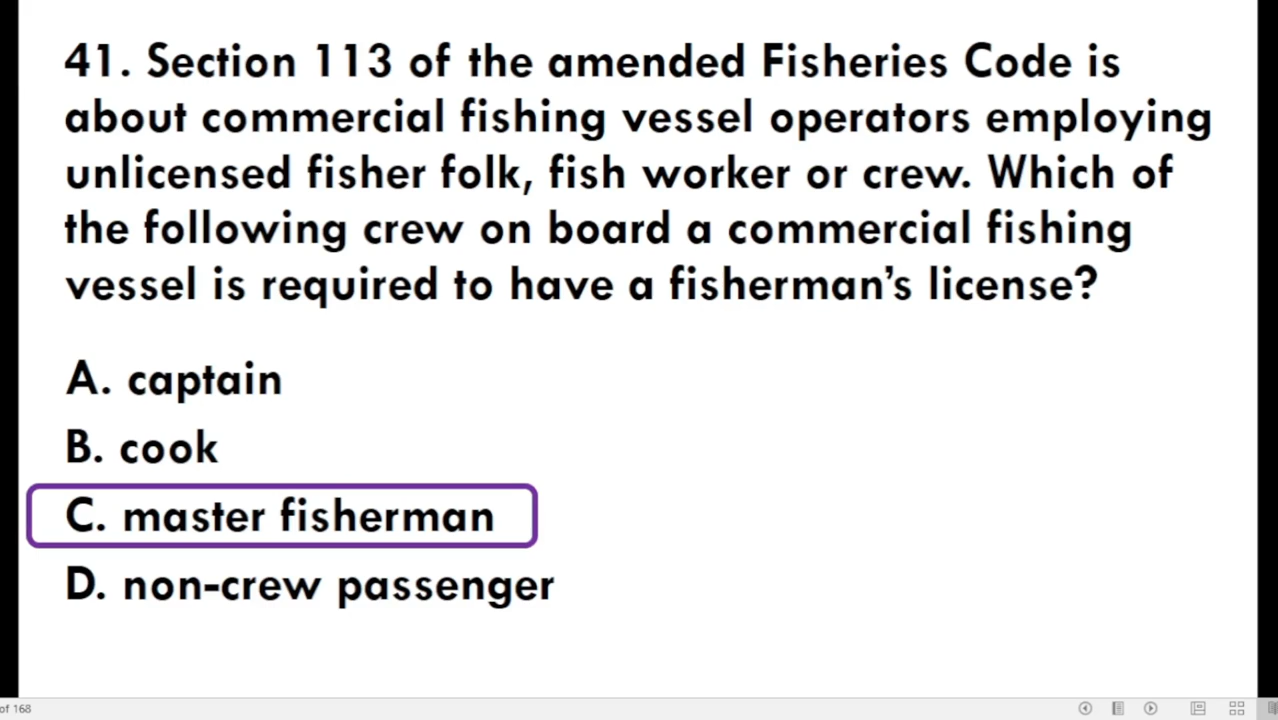 41. Section 113 of the amended Fisheries Code is
about commercial fishing vessel operators employing
unlicensed fisher folk, fish worker or crew. Which of
the following crew on board a commercial fishing
vessel is required to have a fisherman’s license?
A. captain
B. cook
C. master fisherman
D. non-crew passenger
of 168